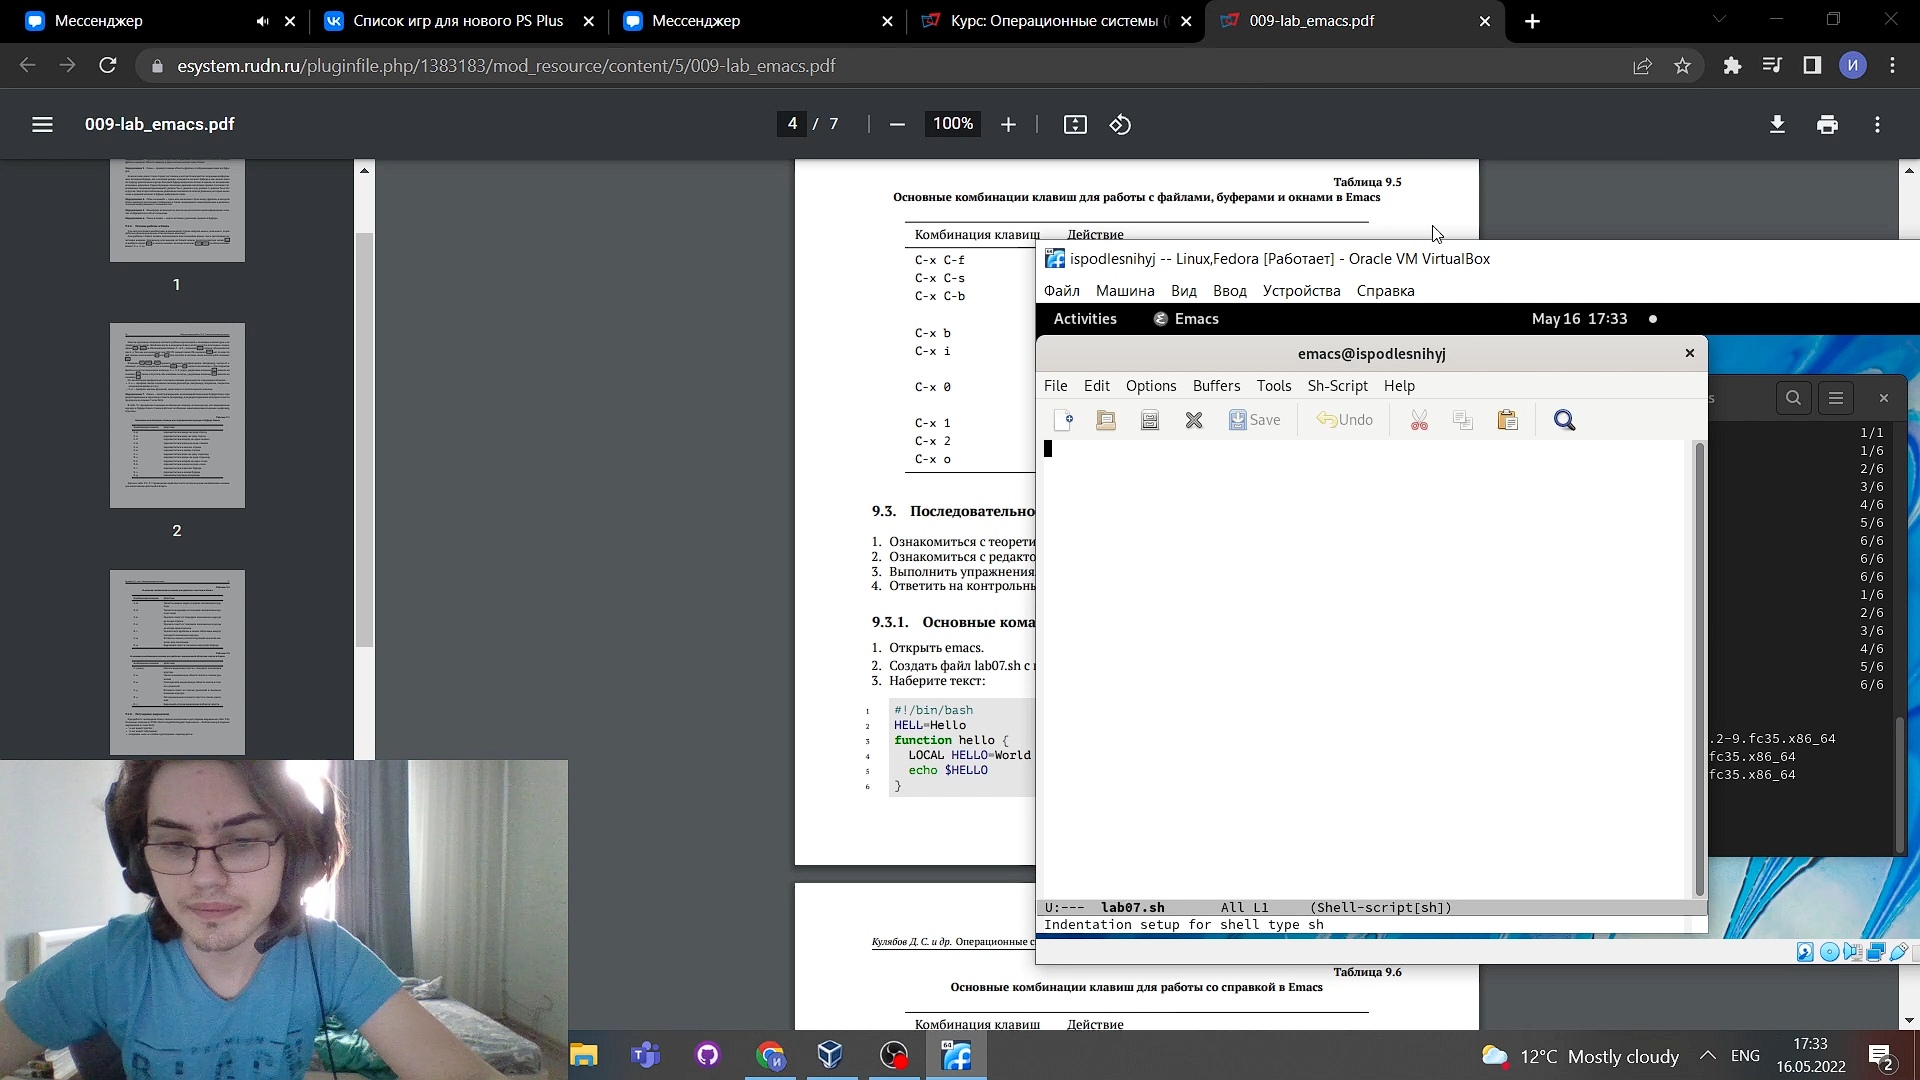 Мессенджер
Список игр для нового PS Plus
Мессенджер
Курс: Операционные системы (
009-lab_emacs.pdf
esystem.rudn.ru/pluginfile.php/1383183/mod_resource/content/5/009-lab_emacs.pdf
И
009-lab_emacs.pdf
4 / 7
100%
1
2
Таблица 9.5
Основные комбинации клавиш для работы с файлами, буферами и окнами в Emacs
Комбинация клавиш Действие
C-x C-f
C-x C-s
C-x C-b
C-x b
C-x i
C-x 0
C-x 1
C-x 2
C-x o
9.3. Последовательно
1. Ознакомиться с теорети
2. Ознакомиться с редакто
3. Выполнить упражнения
4. Ответить на контрольны
9.3.1. Основные кома
1. Открыть emacs.
2. Создать файл lab07.sh с
3. Наберите текст:
1 #!/bin/bash
2 HELL=Hello
3 function hello {
4 LOCAL HELLO=World
5 echo $HELLO
6 }
Кулябов Д. С. и др. Операционные с
Таблица 9.6
Основные комбинации клавиш для работы со справкой в Emacs
Комбинация клавиш Действие
ispodlesnihyj -- Linux,Fedora [Работает] - Oracle VM VirtualBox
Файл Машина Вид Ввод Устройства Справка
Activities Emacs May 16 17:33
emacs@ispodlesnihyj
File Edit Options Buffers Tools Sh-Script Help
Save Undo
U:--- lab07.sh All L1 (Shell-script[sh])
Indentation setup for shell type sh
s
1/1
1/6
2/6
3/6
4/6
5/6
6/6
6/6
6/6
1/6
2/6
3/6
4/6
5/6
6/6
.2-9.fc35.x86_64
fc35.x86_64
fc35.x86_64
64
12°C Mostly cloudy
ENG
17:33
16.05.2022
2